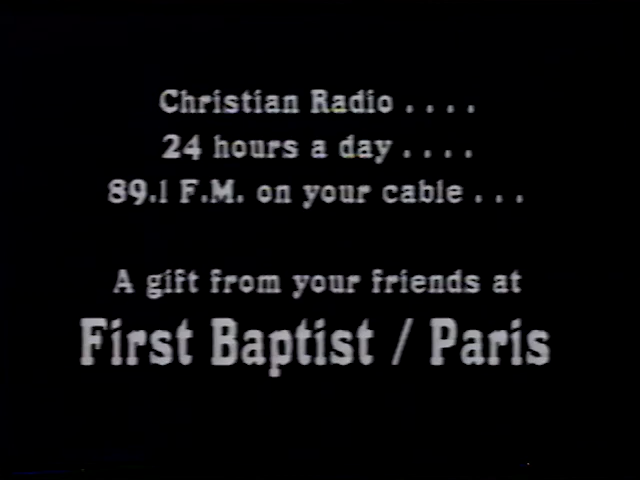 Christian Radio . . . .
24 hours a day . . . .
89.1 F.M. on your cable . . .
A gift from your friends at
First Baptist / Paris